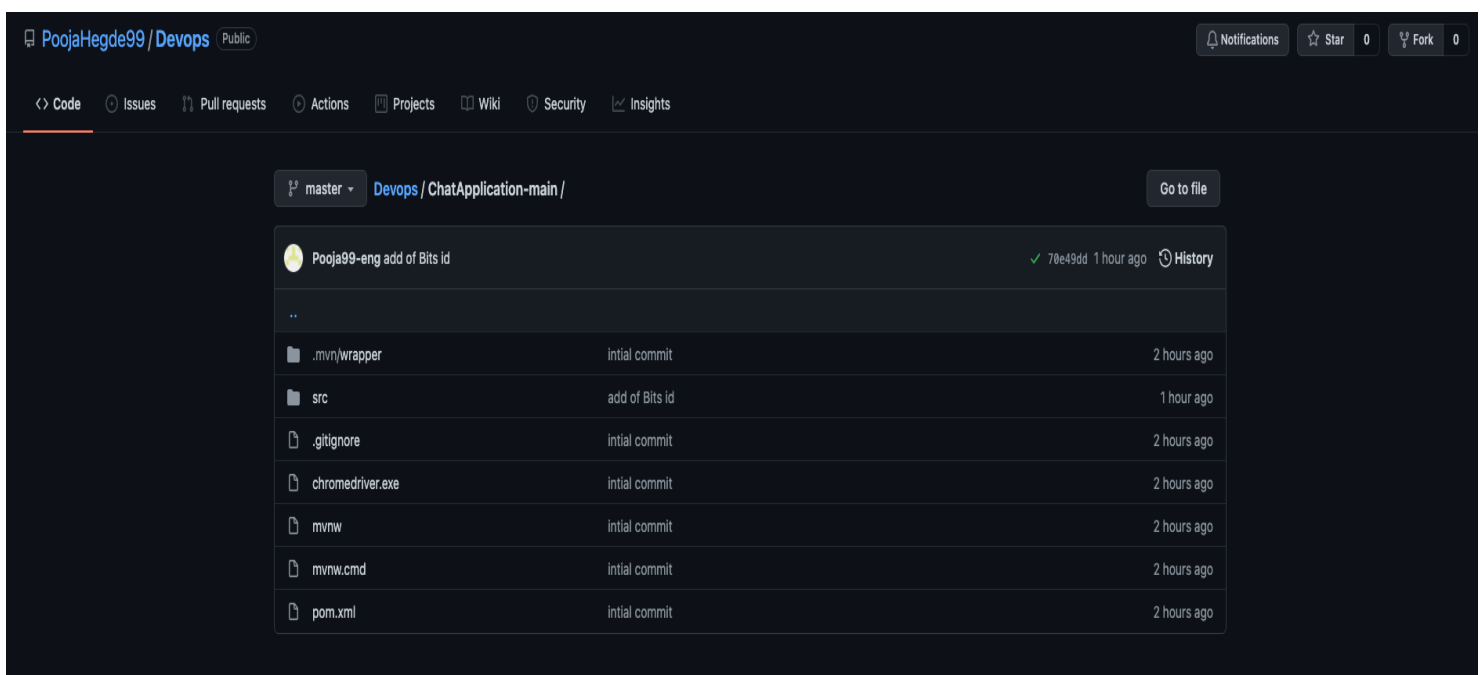 PoojaHegde99 / Devops Public Notifications Star 0 Fork 0
<> Code Issues Pull requests Actions Projects Wiki Security Insights
master Devops / ChatApplication-main / Go to file
Pooja99-eng add of Bits id 70e49dd 1 hour ago History
..
.mvn/wrapper intial commit 2 hours ago
src add of Bits id 1 hour ago
.gitignore intial commit 2 hours ago
chromedriver.exe intial commit 2 hours ago
mvnw intial commit 2 hours ago
mvnw.cmd intial commit 2 hours ago
pom.xml intial commit 2 hours ago